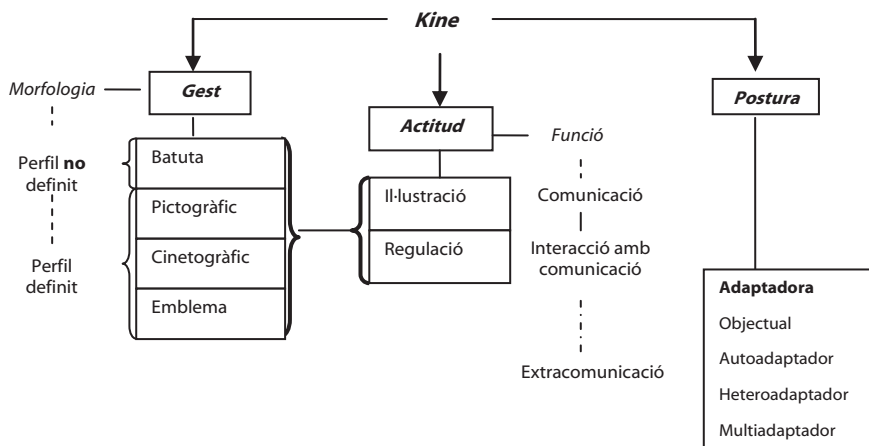 Kine
Morfologia
Gest
Postura
Actitud
Funció
Perfil no
definit
Batuta
Pictogràfic
Cinetogràfic
Emblema
Perfil
definit
Il·lustració
Regulació
Comunicació
Interacció amb
comunicació
Extracomunicació
Adaptadora
Objectual
Autoadaptador
Heteroadaptador
Multiadaptador